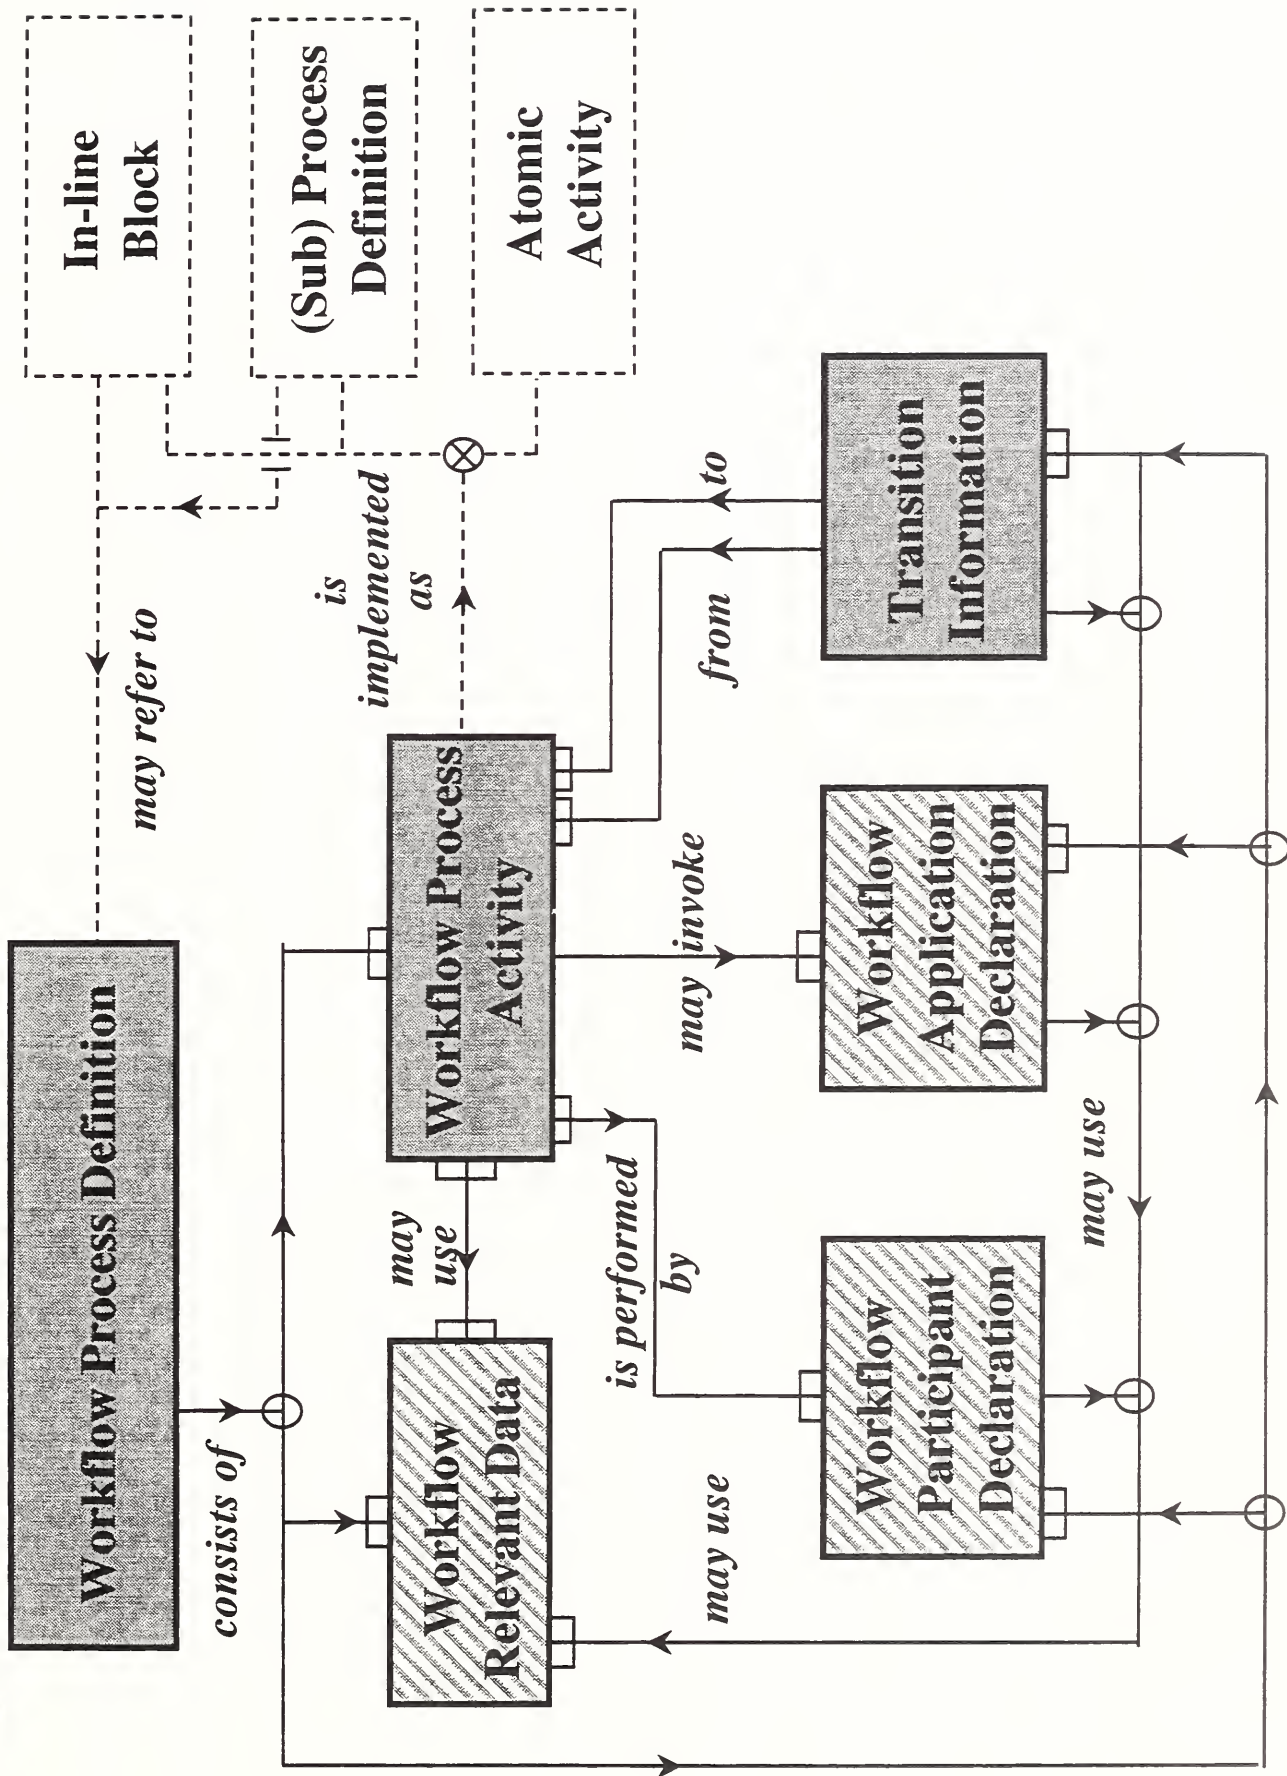 Workflow Process Definition
may refer to
In-line
Block
consists of
is
implemented
as
(Sub) Process
Definition
Workflow
Relevant Data
may
use
Workflow Process
Activity
Atomic
Activity
is performed
by
may invoke
from
to
may use
Workflow
Participant
Declaration
Workflow
Application
Declaration
Transition
Information
may use